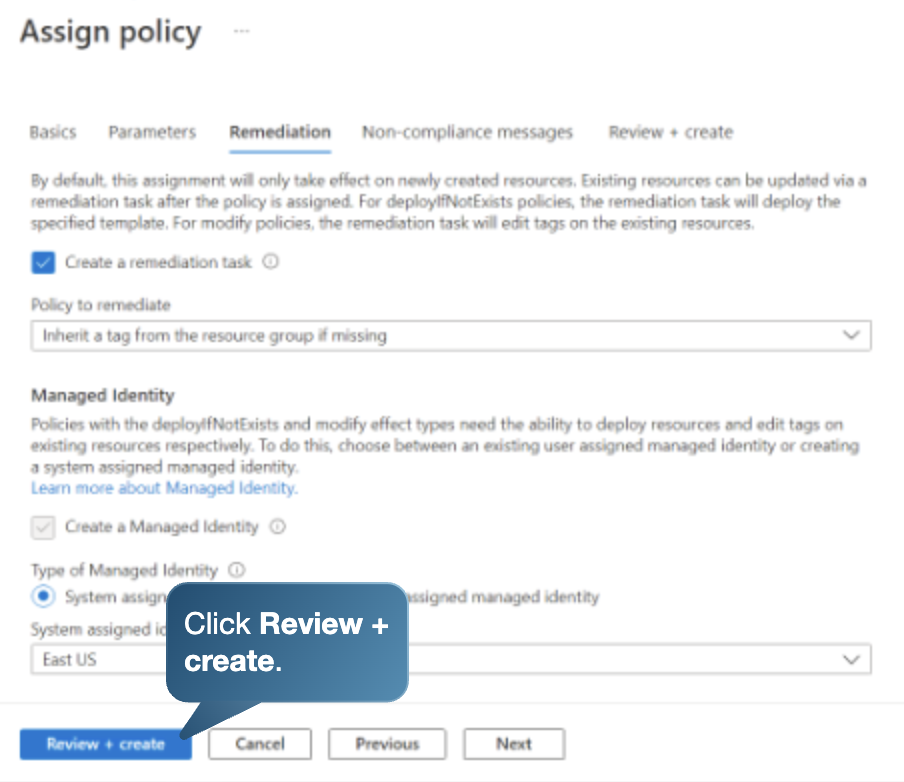 Assign policy ...
Basics Parameters Remediation Non-compliance messages Review + create
By default, this assignment will only take effect on newly created resources. Existing resources can be updated via a
remediation task after the policy is assigned. For deployIfNotExists policies, the remediation task will deploy the
specified template. For modify policies, the remediation task will edit tags on the existing resources.
Create a remediation task
Policy to remediate
Inherit a tag from the resource group if missing
Managed Identity
Policies with the deployIfNotExists and modify effect types need the ability to deploy resources and edit tags on
existing resources respectively. To do this, choose between an existing user assigned managed identity or creating
a system assigned managed identity.
Learn more about Managed Identity.
Create a Managed Identity
Type of Managed Identity
System assign ssigned managed identity
System assigned id
East US
Click Review +
create.
Review + create Cancel Previous Next